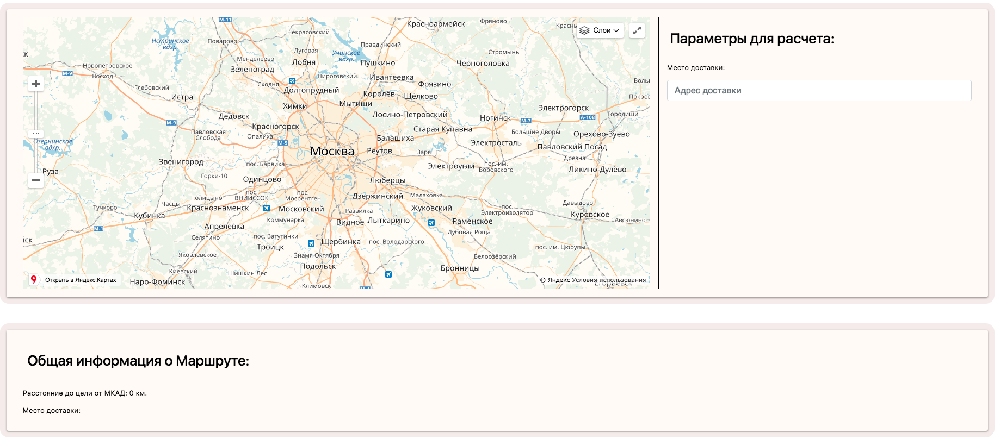 М-11
Красноармейск
Фряново
Некрасовский
Слои
Истринское
вдхр.
Поварово
Правдинский
Луговая
Учинское
вдхр.
Стромынь
Менделеево
Лобня
Пушкино
Черноголовка
Новопетровское
Зеленоград
М-9
Восход
Пироговский
Ивантеевка
Сходня
Фрязино
Глебовский
Долгопрудный
Королёв
Щёлково
Истра
Мытищи
Химки
Электрогорск
Дедовск
Лосино-Петровский
Ногинск
М-7
А-108
Городищи
М-9
Красногорск
Старая Купавна
Павловская
Слобода
Опалиха
Балашиха
Большие Дворы
Орехово-Зуево
Озернинское
вдхр.
М-9
Электросталь
Павловский Посад
Москва
Реутов
Заря
Дрезна
Звенигород
пос. Барвиха
Электроугли
пос. им.
Воровского
Руза
Горки-10
Одинцово
Люберцы
Ликино-Дулёво
Голицыно
пос.
ВНИИССОК
пос.
Мосрентген
Дзержинский
Малаховка
Тучково
Часцы
Краснознаменск
Московский
Развилка
Жуковский
пос.
Электроизолятор
Давыдово
Кубинка
Коммунарка
Видное
Лыткарино
Раменское
Куровское
Авсюнино
М-1
Апрелевка
Дубовая Роща
Селятино
пос. Ватутинки
Щербинка
пос. Володарского
Троицк
пос. им. Цюрупы
Яковлевское
Знамя Октября
Белоозёрский
Киевский
Шишкин Лес
Подольск
Бронницы
Открыть в Яндекс.Картах
Наро-Фоминск
Климовск
© Яндекс Условия использования
Параметры для расчета:
Место доставки:
Адрес доставки
Общая информация о Маршруте:
Расстояние до цели от МКАД: 0 км.
Место доставки: